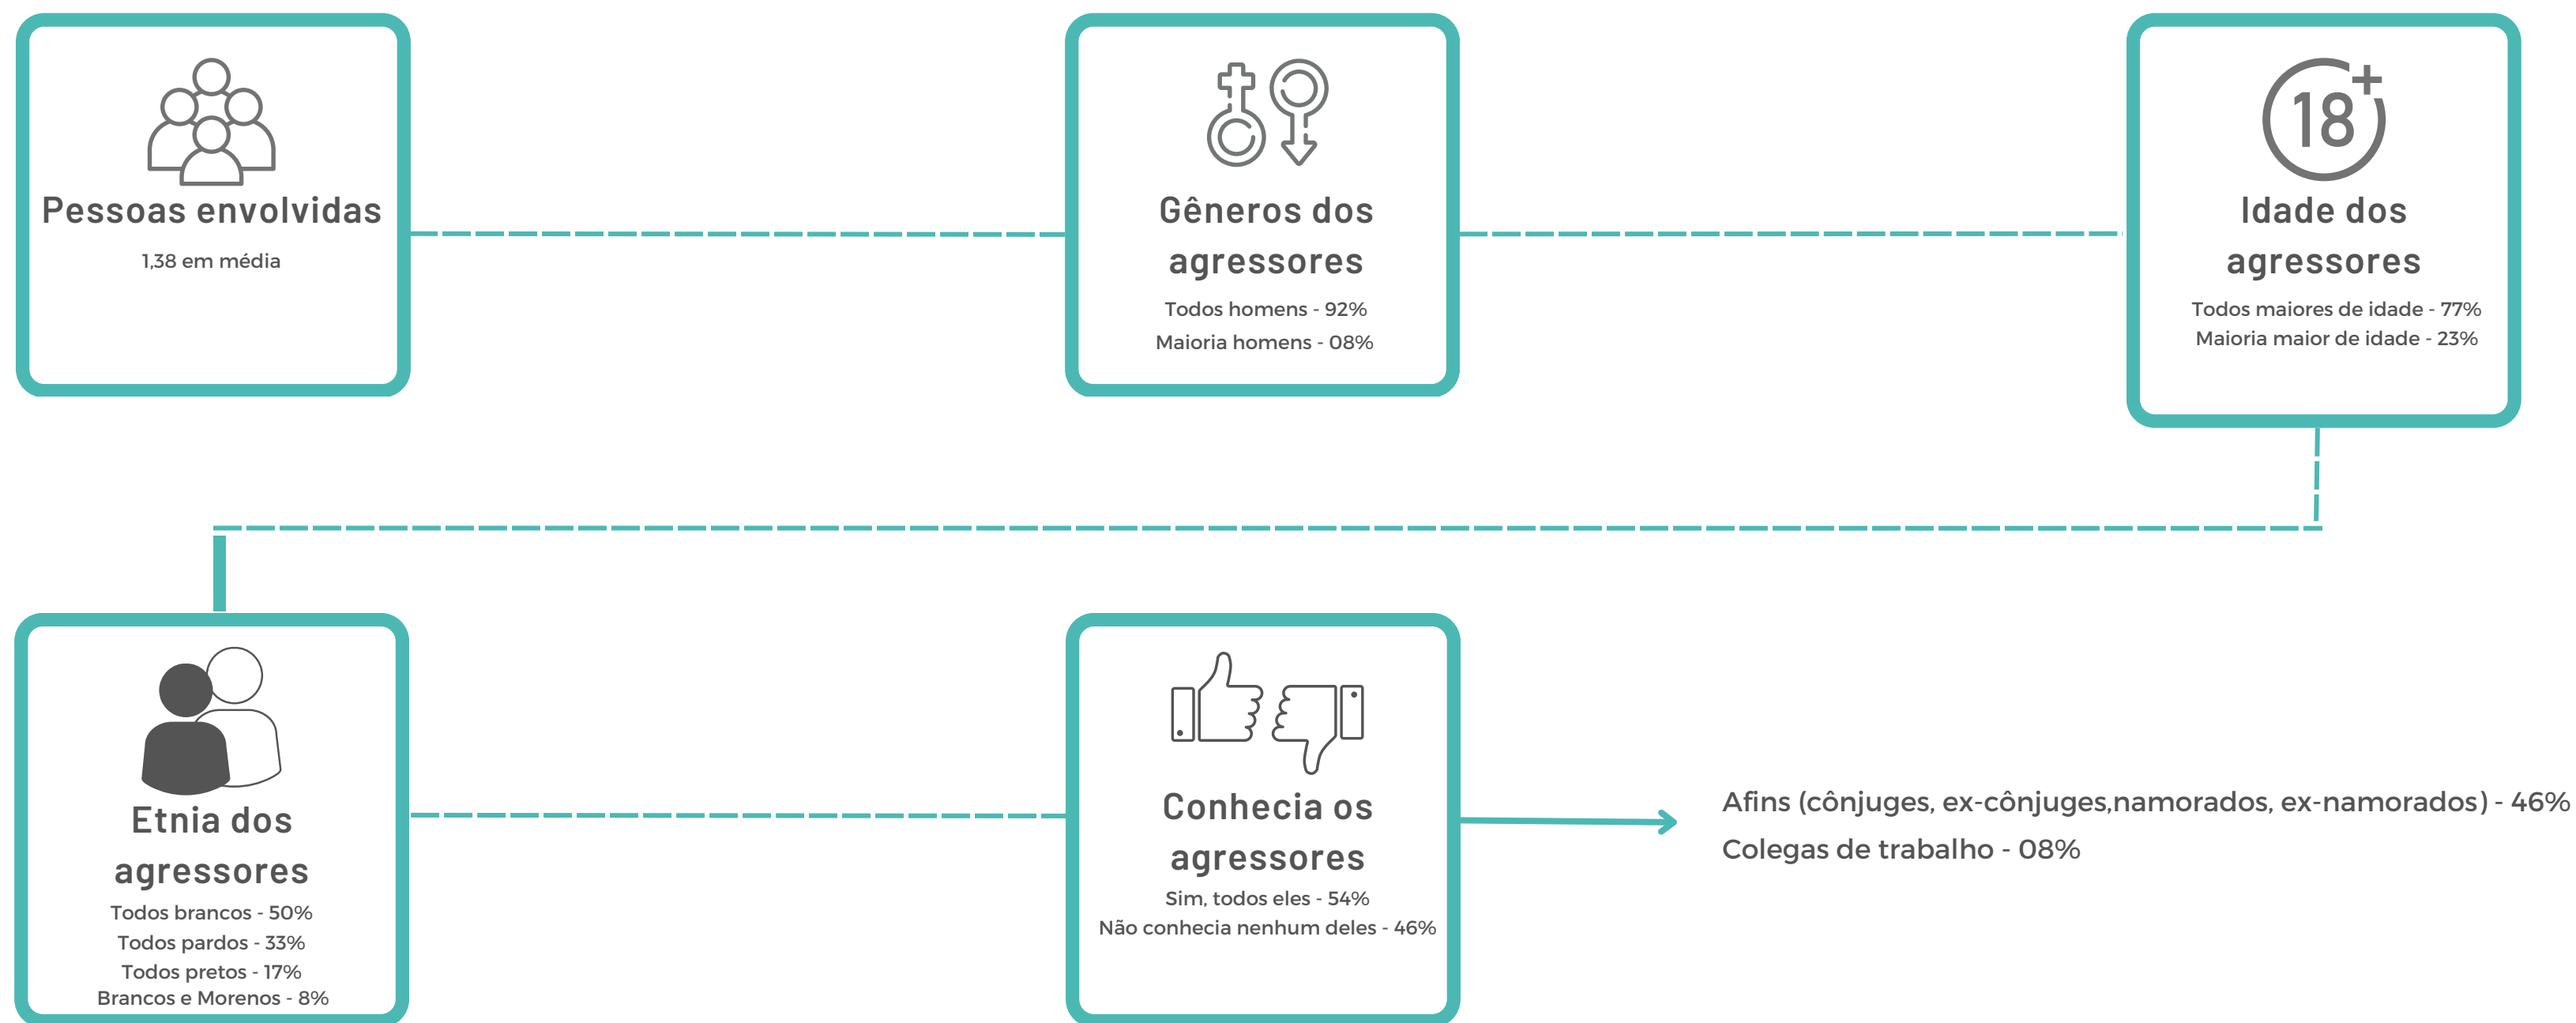 Pessoas envolvidas
1,38 em média
Gêneros dos
agressores
Todos homens - 92%
Maioria homens - 08%
18+
Idade dos
agressores
Todos maiores de idade - 77%
Maioria maior de idade - 23%
Etnia dos
agressores
Todos brancos - 50%
Todos pardos - 33%
Todos pretos - 17%
Brancos e Morenos - 8%
Conhecia os
agressores
Sim, todos eles - 54%
Não conhecia nenhum deles - 46%
Afins (cônjuges, ex-cônjuges,namorados, ex-namorados) - 46%
Colegas de trabalho - 08%